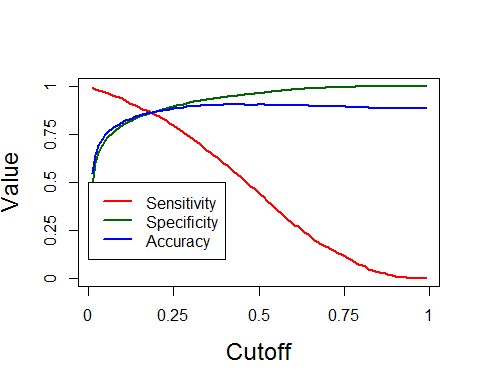 Value
1
0.75
0.5
0.25
0
Sensitivity
Specificity
Accuracy
0 0.25 0.5 0.75 1
Cutoff